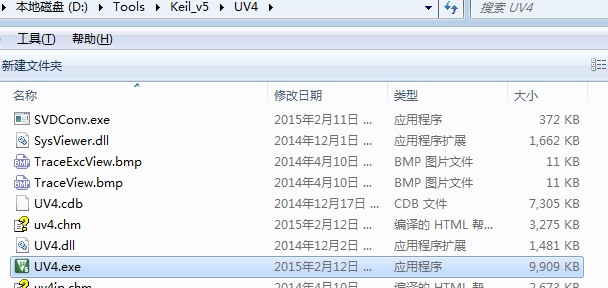 本地磁盘 (D:) ▸ Tools ▸ Keil_v5 ▸ UV4 ▸ 搜索 UV4
工具(T) 帮助(H)
新建文件夹
名称 修改日期 类型 大小
SVDConv.exe 2015年2月11日 ... 应用程序 372 KB
SysViewer.dll 2014年12月1日 ... 应用程序扩展 1,662 KB
TraceExcView.bmp 2014年4月10日 ... BMP 图片文件 11 KB
TraceView.bmp 2014年4月10日 ... BMP 图片文件 11 KB
UV4.cdb 2014年12月17日 ... CDB 文件 7,305 KB
uv4.chm 2015年2月12日 ... 编译的 HTML 帮... 3,275 KB
UV4.dll 2014年12月2日 ... 应用程序扩展 1,481 KB
UV4.exe 2015年2月12日 ... 应用程序 9,909 KB
uv4jp.chm 2014年4月10日 ... 编译的 HTML 帮... 2,673 KB